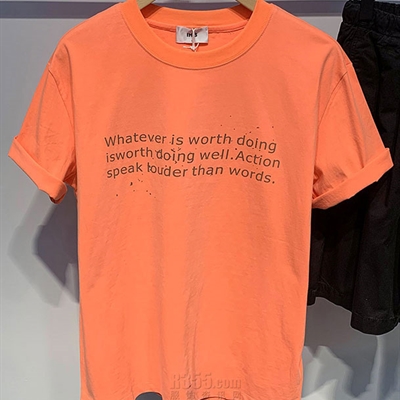 Whatever is worth doing
isworth doing well.Action
speak louder than words.